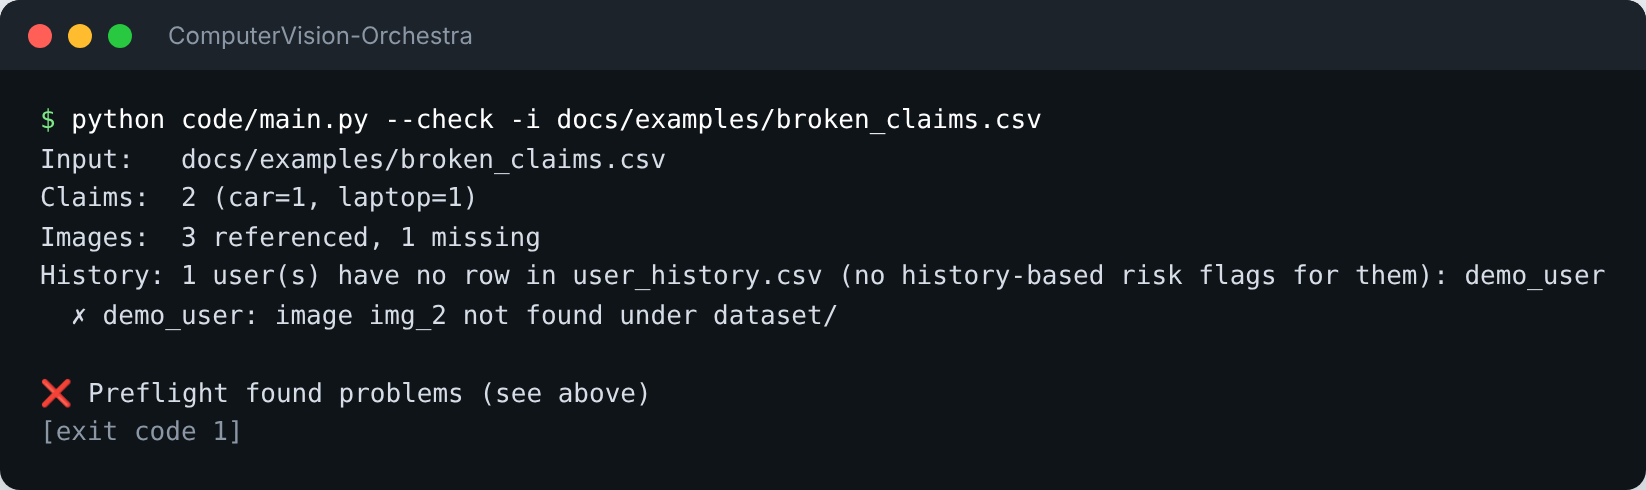 ComputerVision-Orchestra
$ python code/main.py --check -i docs/examples/broken_claims.csv
Input:   docs/examples/broken_claims.csv
Claims:  2 (car=1, laptop=1)
Images:  3 referenced, 1 missing
History: 1 user(s) have no row in user_history.csv (no history-based risk flags for them): demo_user
  ✗ demo_user: image img_2 not found under dataset/
❌ Preflight found problems (see above)
[exit code 1]